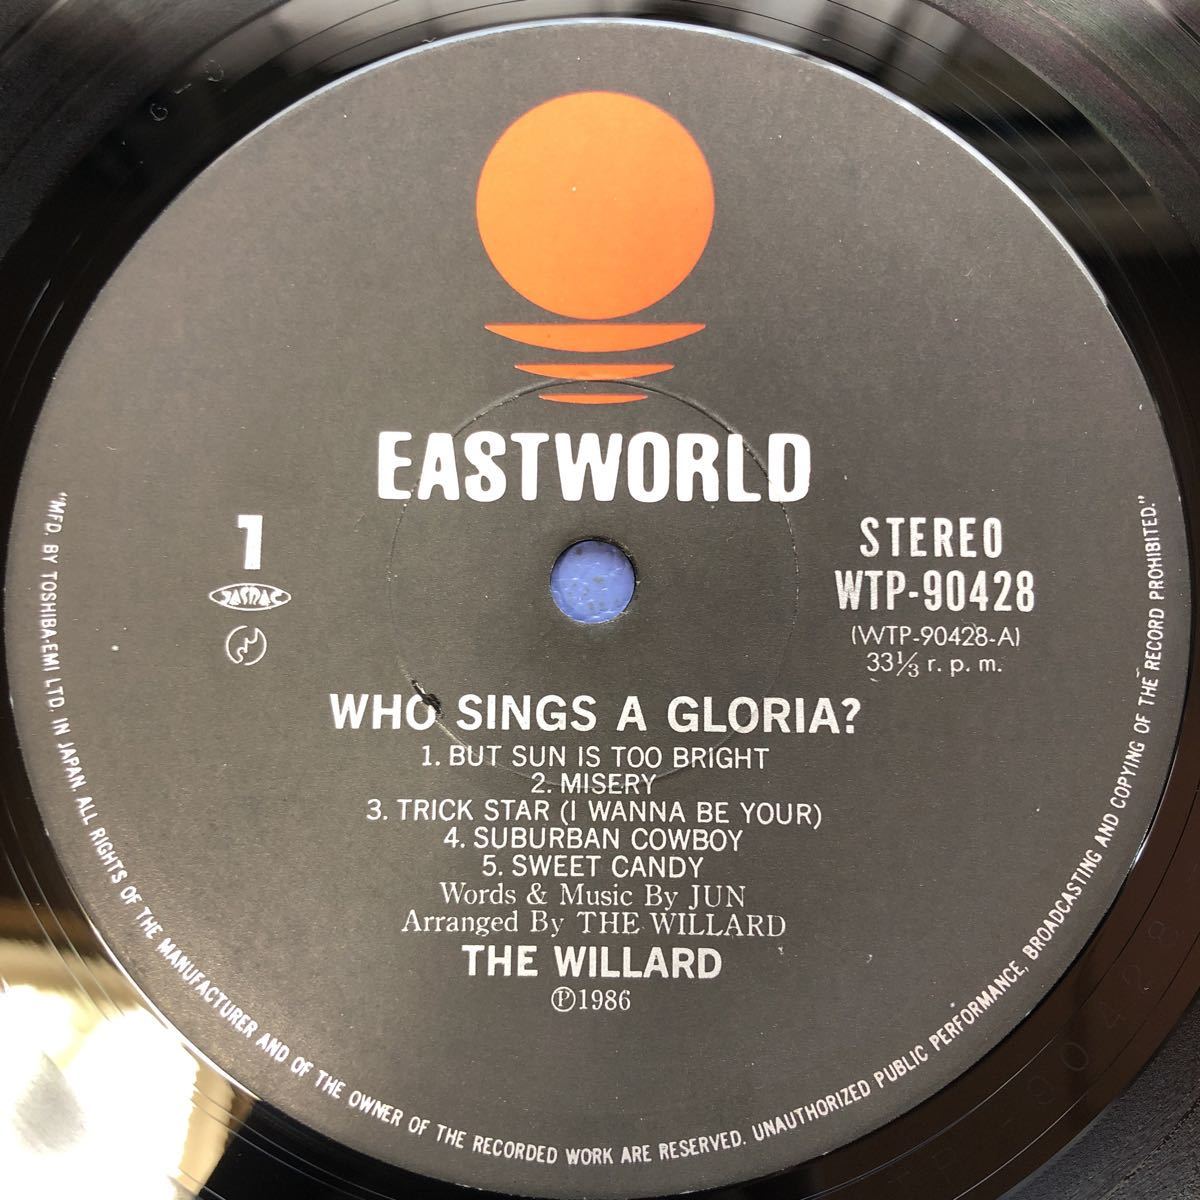 EASTWORLD
1
JASRAC
STEREO
WTP-90428
(WTP-90428-A)
33⅓ r. p. m.
WHO SINGS A GLORIA?
1. BUT SUN IS TOO BRIGHT
2. MISERY
3. TRICK STAR (I WANNA BE YOUR)
4. SUBURBAN COWBOY
5. SWEET CANDY
Words & Music By JUN
Arranged By THE WILLARD
THE WILLARD
Ⓟ1986
"MFD. BY TOSHIBA-EMI LTD. IN JAPAN. ALL RIGHTS OF THE MANUFACTURER AND OF THE OWNER OF THE RECORDED WORK ARE RESERVED. UNAUTHORIZED PUBLIC PERFORMANCE, BROADCASTING AND COPYING OF THE RECORD PROHIBITED."